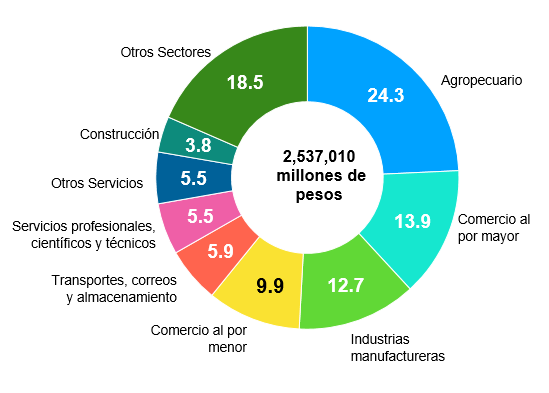 Otros Sectores
18.5
Agropecuario
24.3
Construcción
3.8
2,537,010
millones de
pesos
Otros Servicios
5.5
Comercio al
por mayor
13.9
Servicios profesionales,
científicos y técnicos
5.5
Transportes, correos
y almacenamiento
5.9
Comercio al por
menor
9.9
Industrias
manufactureras
12.7